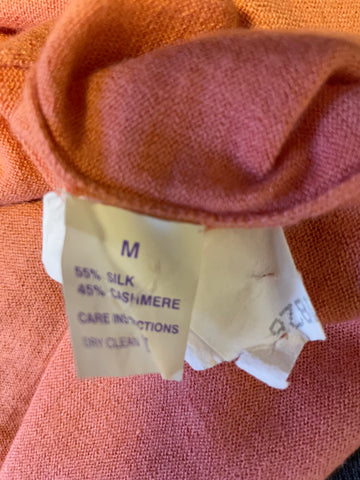 M
55% SILK
45% CASHMERE
CARE INSTRUCTIONS
DRY CLEAN